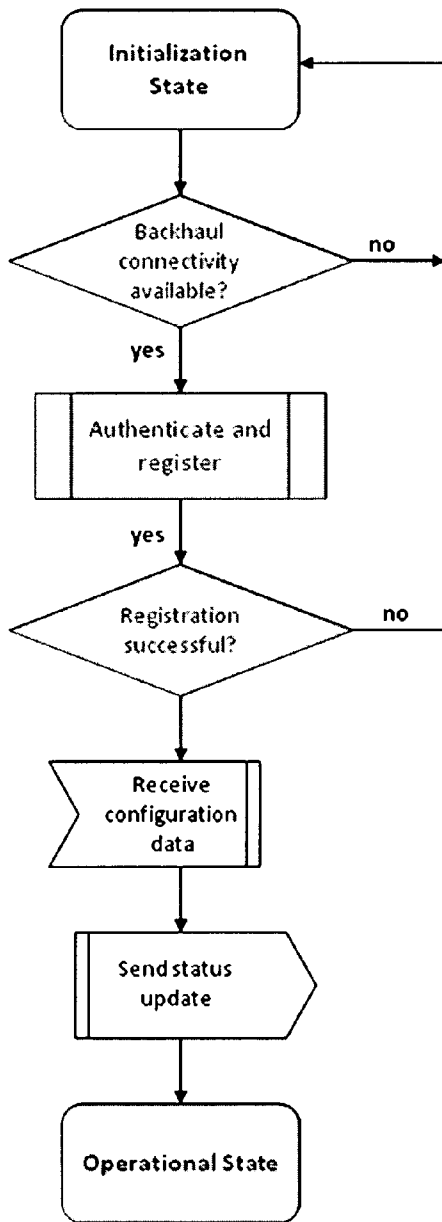 Initialization
State
Backhaul
connectivity
available?
no
yes
Authenticate and
register
yes
Registration
successful?
no
Receive
configuration
data
Send status
update
Operational State